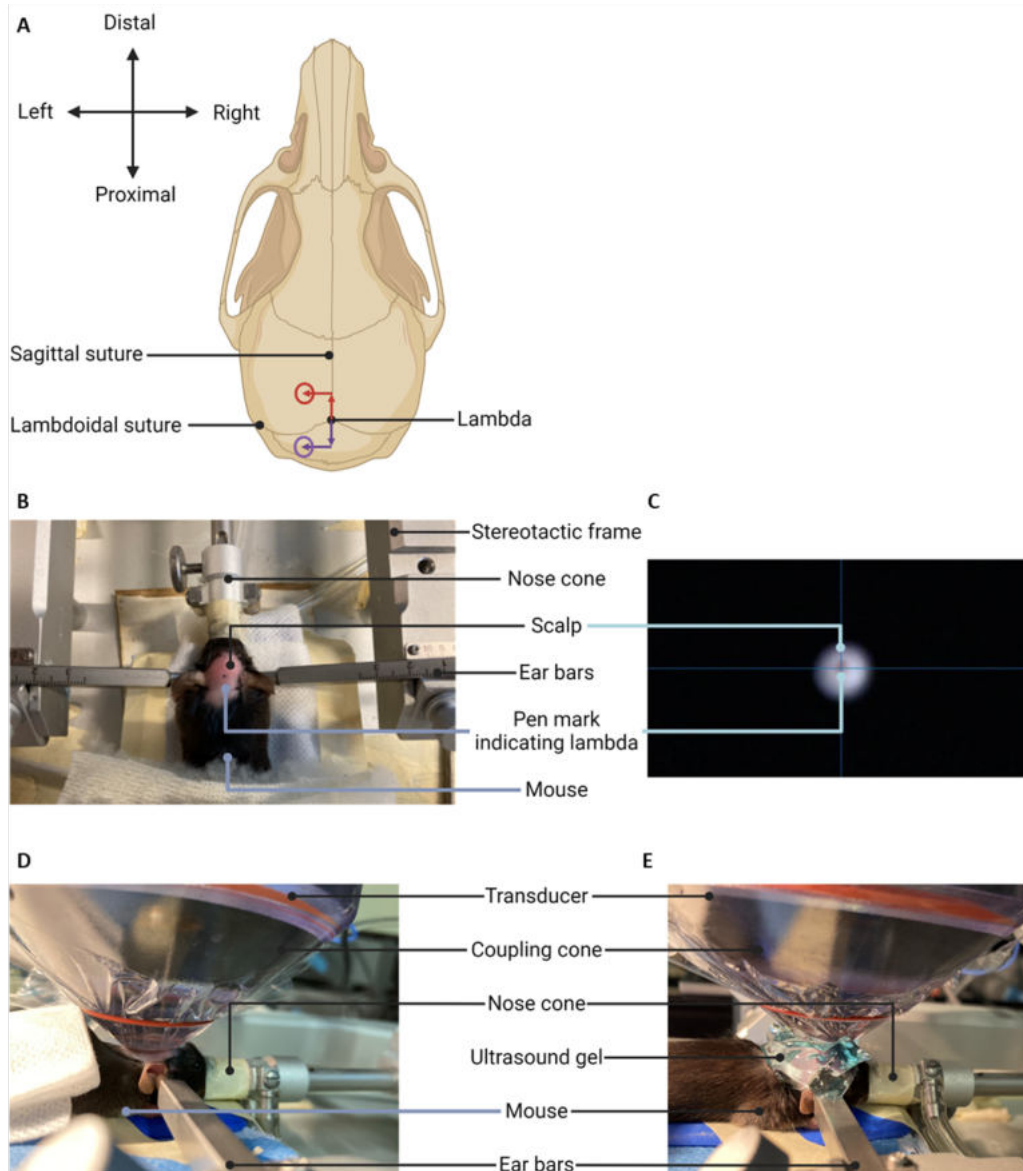 A
Distal
Left
Right
Proximal
Sagittal suture
Lambdoidal suture
Lambda
B
C
Stereotactic frame
Nose cone
Scalp
Ear bars
Pen mark
indicating lambda
Mouse
D
E
Transducer
Coupling cone
Nose cone
Ultrasound gel
Mouse
Ear bars